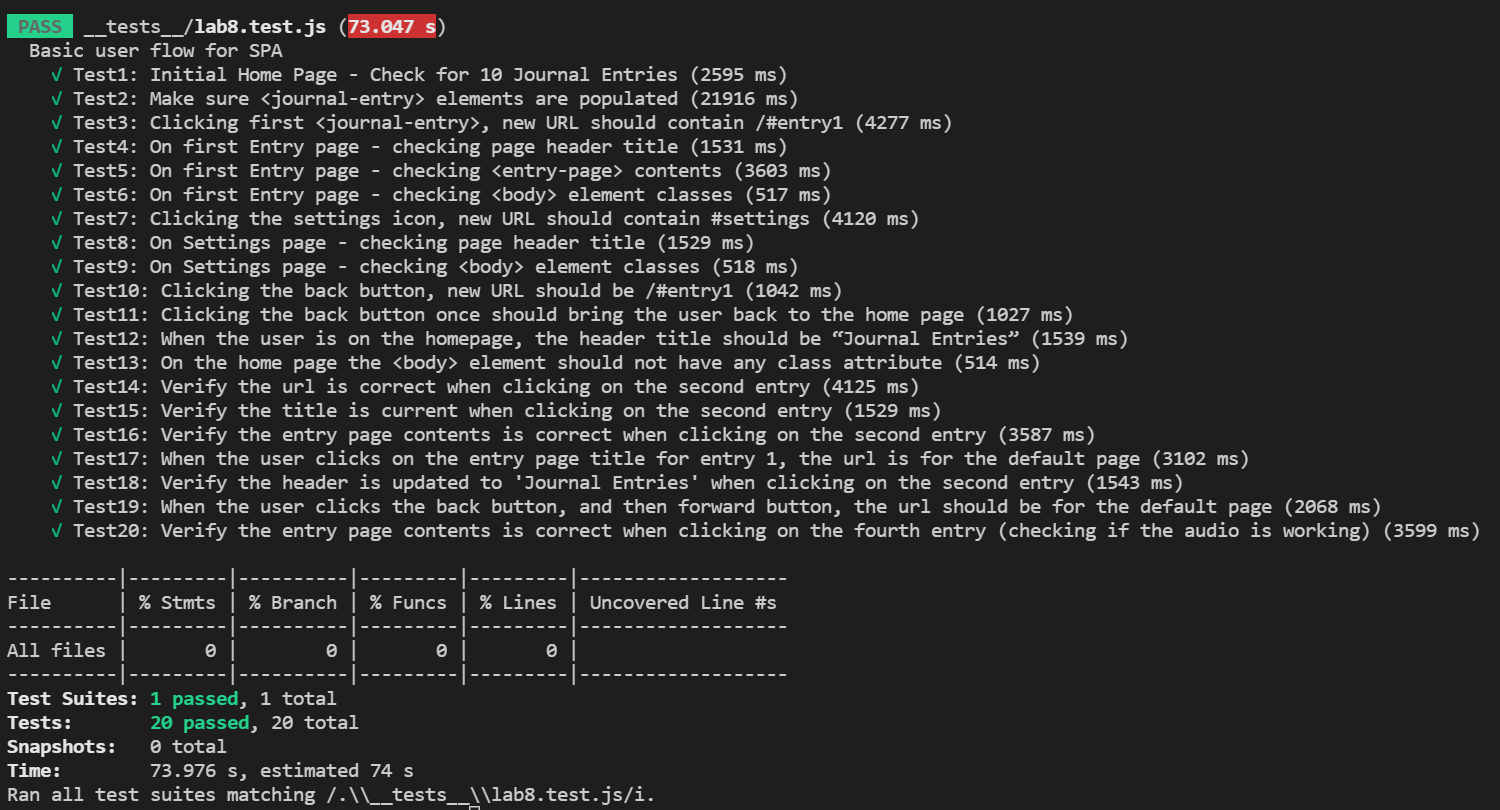 PASS __tests__/lab8.test.js (73.047 s)
Basic user flow for SPA
√ Test1: Initial Home Page - Check for 10 Journal Entries (2595 ms)
√ Test2: Make sure <journal-entry> elements are populated (21916 ms)
√ Test3: Clicking first <journal-entry>, new URL should contain /#entry1 (4277 ms)
√ Test4: On first Entry page - checking page header title (1531 ms)
√ Test5: On first Entry page - checking <entry-page> contents (3603 ms)
√ Test6: On first Entry page - checking <body> element classes (517 ms)
√ Test7: Clicking the settings icon, new URL should contain #settings (4120 ms)
√ Test8: On Settings page - checking page header title (1529 ms)
√ Test9: On Settings page - checking <body> element classes (518 ms)
√ Test10: Clicking the back button, new URL should be /#entry1 (1042 ms)
√ Test11: Clicking the back button once should bring the user back to the home page (1027 ms)
√ Test12: When the user is on the homepage, the header title should be “Journal Entries” (1539 ms)
√ Test13: On the home page the <body> element should not have any class attribute (514 ms)
√ Test14: Verify the url is correct when clicking on the second entry (4125 ms)
√ Test15: Verify the title is current when clicking on the second entry (1529 ms)
√ Test16: Verify the entry page contents is correct when clicking on the second entry (3587 ms)
√ Test17: When the user clicks on the entry page title for entry 1, the url is for the default page (3102 ms)
√ Test18: Verify the header is updated to 'Journal Entries' when clicking on the second entry (1543 ms)
√ Test19: When the user clicks the back button, and then forward button, the url should be for the default page (2068 ms)
√ Test20: Verify the entry page contents is correct when clicking on the fourth entry (checking if the audio is working) (3599 ms)
----------|---------|----------|---------|---------|-------------------
File      | % Stmts | % Branch | % Funcs | % Lines | Uncovered Line #s
----------|---------|----------|---------|---------|-------------------
All files |       0 |        0 |       0 |       0 |
----------|---------|----------|---------|---------|-------------------
Test Suites: 1 passed, 1 total
Tests:       20 passed, 20 total
Snapshots:   0 total
Time:        73.976 s, estimated 74 s
Ran all test suites matching /.\\__tests__\\lab8.test.js/i.